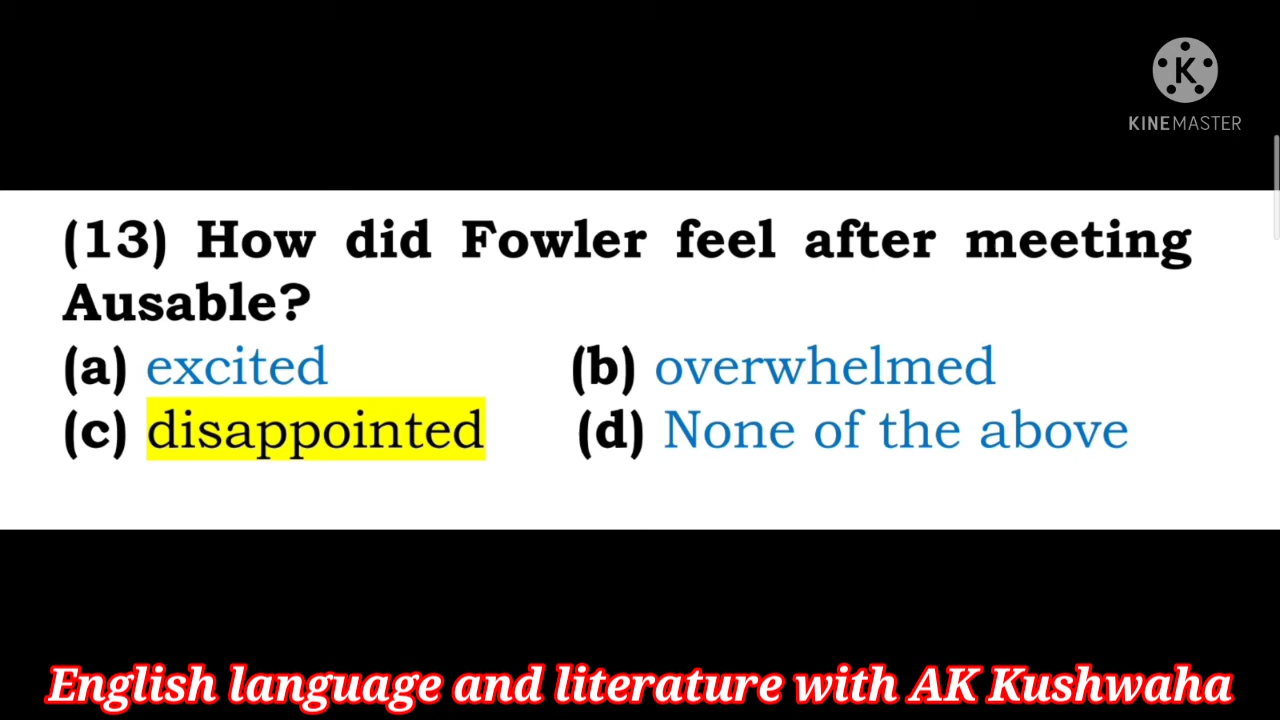 K
KINEMASTER
(13) How did Fowler feel after meeting
Ausable?
(a) excited (b) overwhelmed
(c) disappointed (d) None of the above
English language and literature with AK Kushwaha